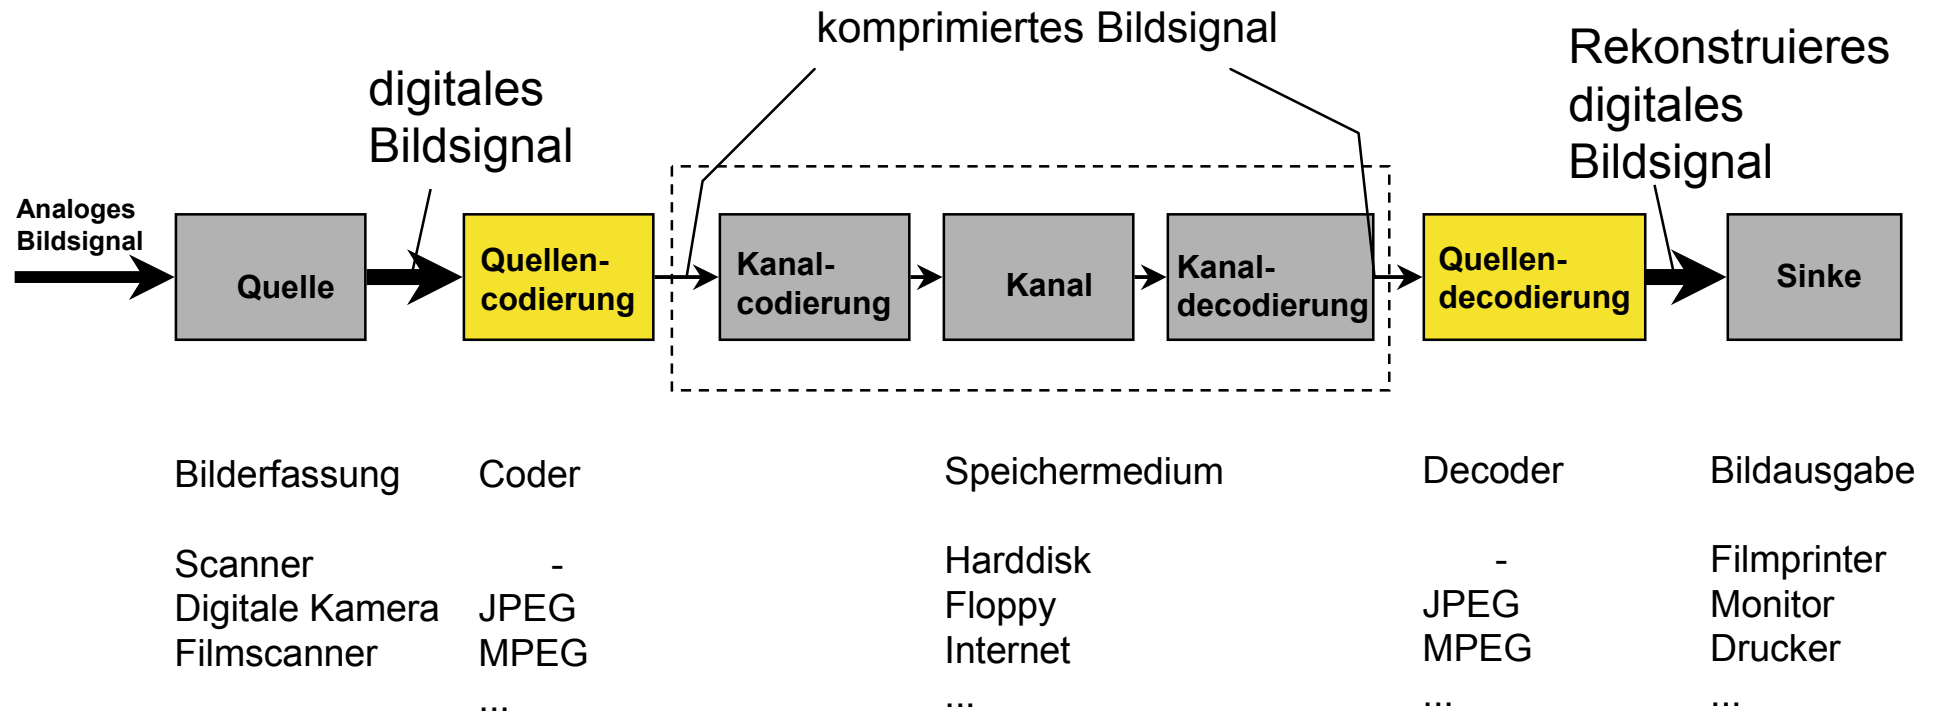 komprimiertes Bildsignal
digitales
Bildsignal
Rekonstruieres
digitales
Bildsignal
Analoges
Bildsignal
Quelle
Quellen-
codierung
Kanal-
codierung
Kanal
Kanal-
decodierung
Quellen-
decodierung
Sinke
Bilderfassung
Scanner
Digitale Kamera
Filmscanner
Coder
-
JPEG
MPEG
...
Speichermedium
Harddisk
Floppy
Internet
...
Decoder
-
JPEG
MPEG
...
Bildausgabe
Filmprinter
Monitor
Drucker
...